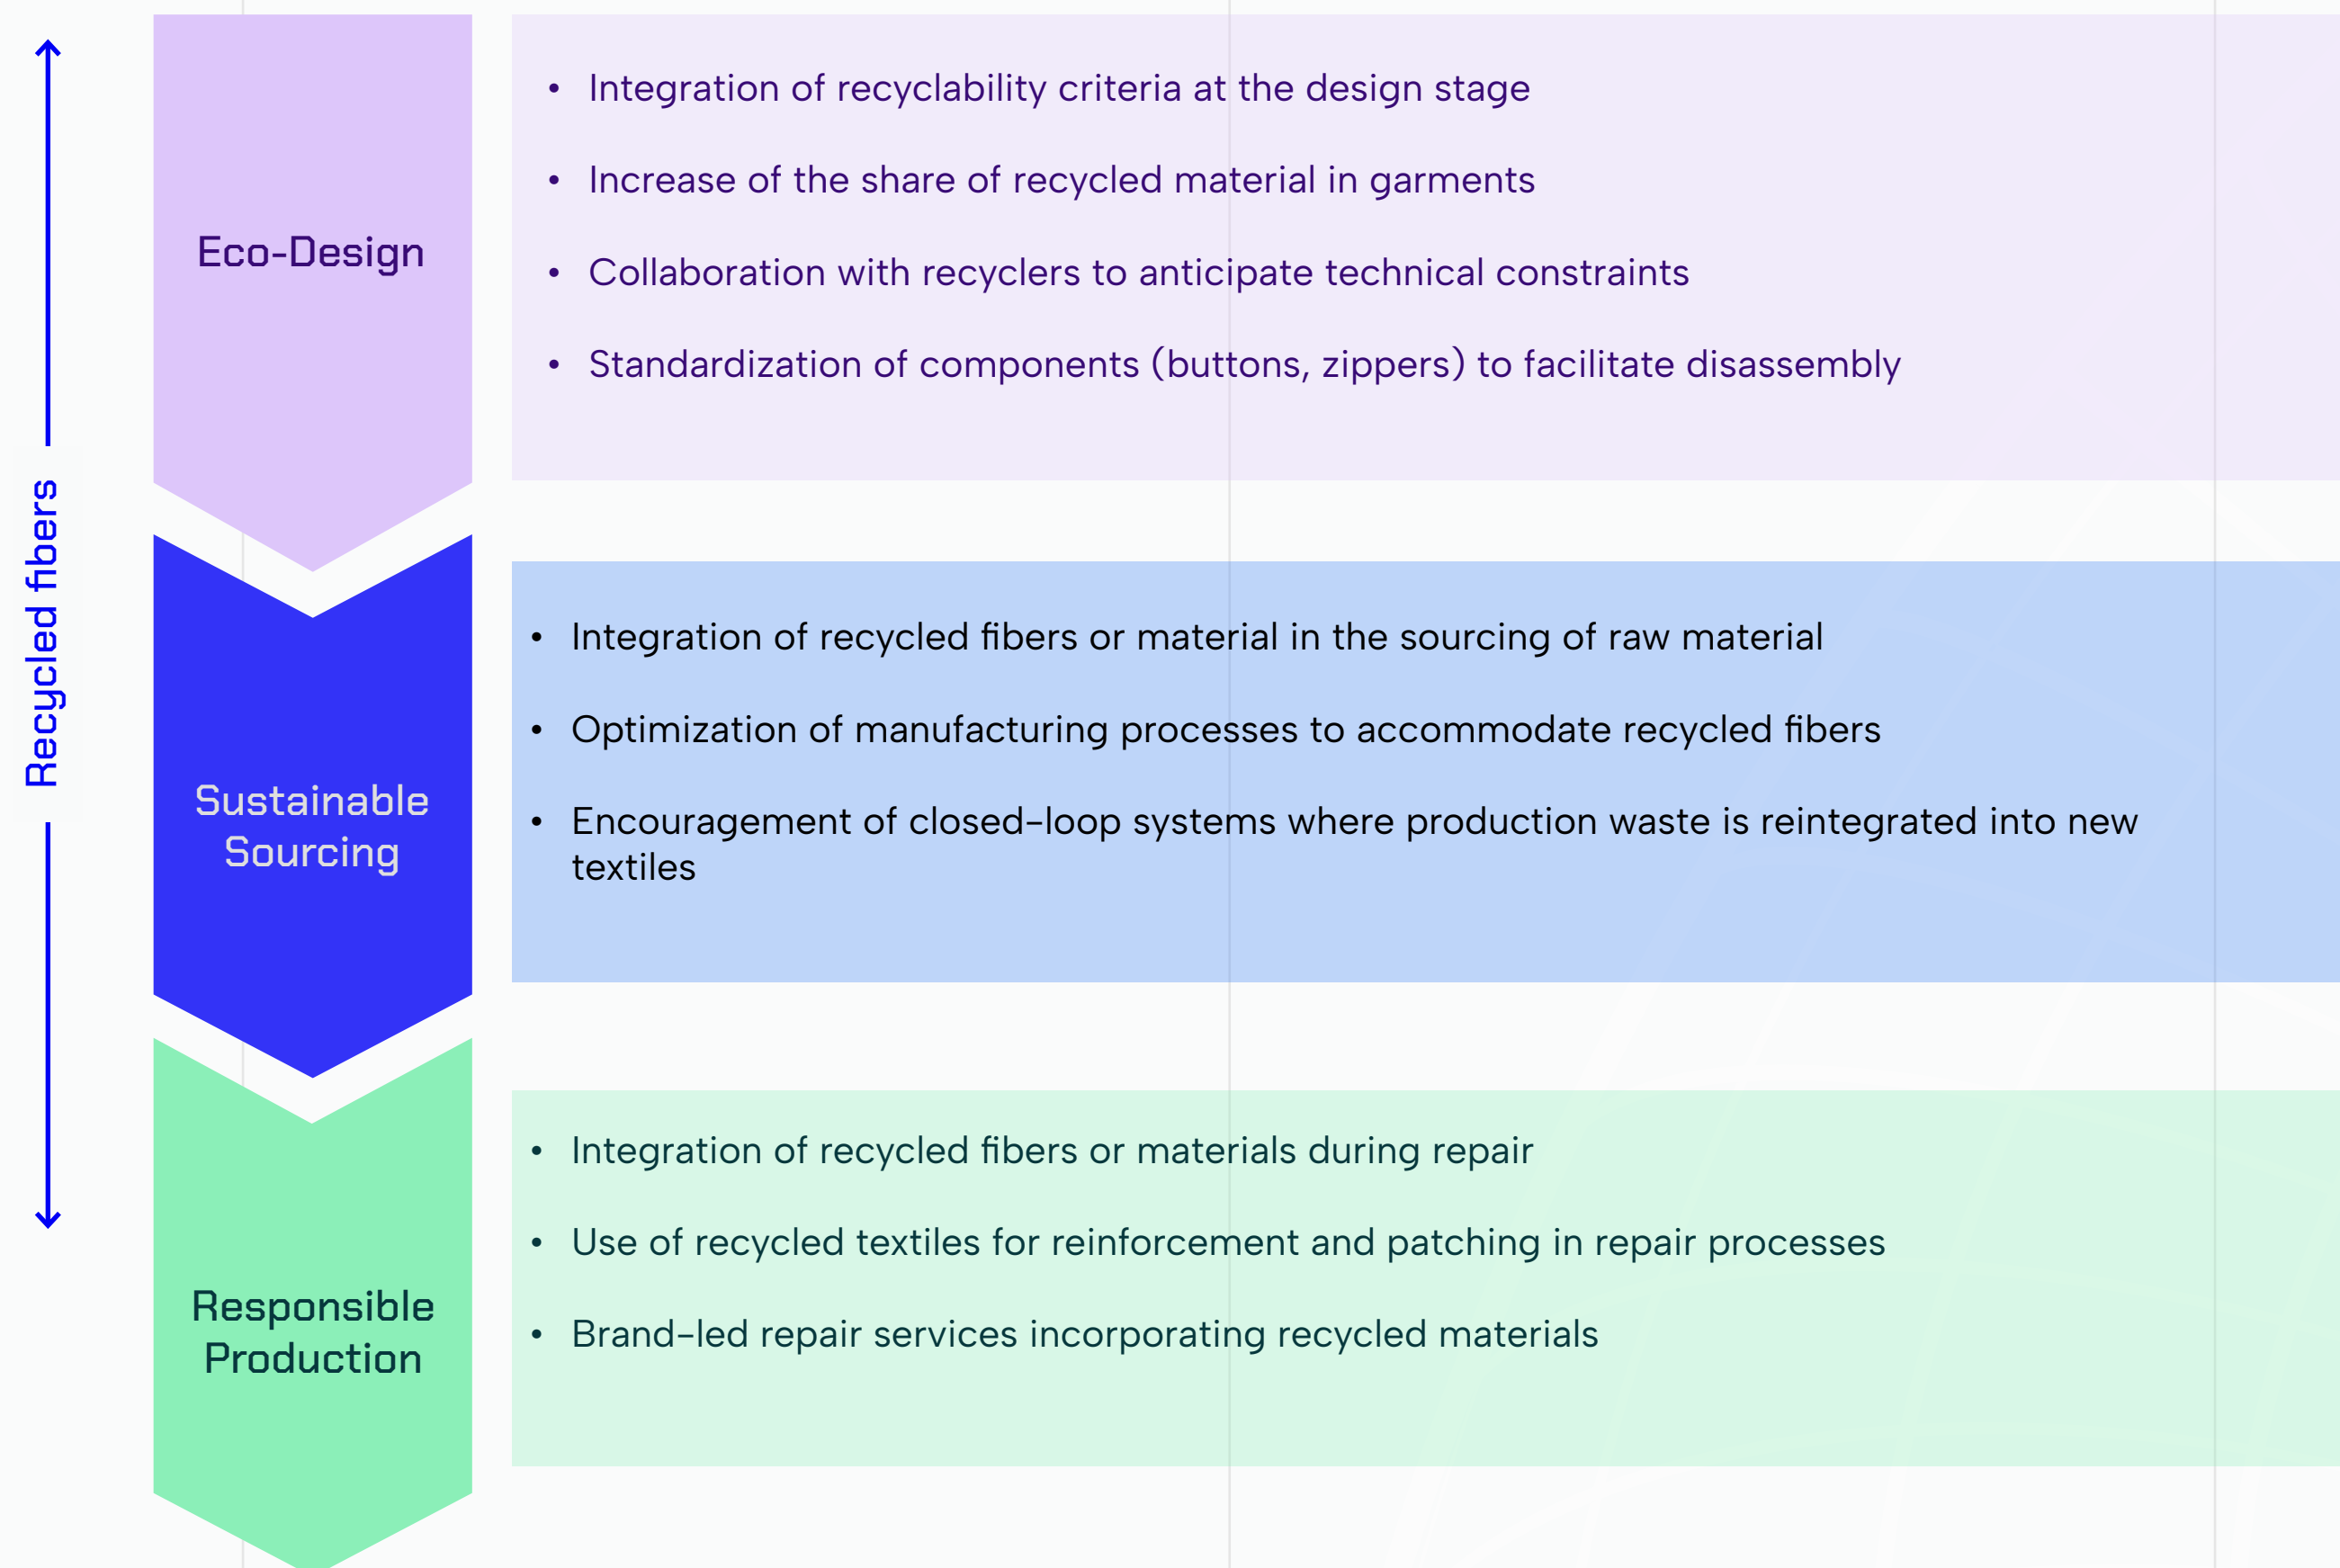 Recycled fibers
Eco-Design
• Integration of recyclability criteria at the design stage
• Increase of the share of recycled material in garments
• Collaboration with recyclers to anticipate technical constraints
• Standardization of components (buttons, zippers) to facilitate disassembly
Sustainable
Sourcing
• Integration of recycled fibers or material in the sourcing of raw material
• Optimization of manufacturing processes to accommodate recycled fibers
• Encouragement of closed-loop systems where production waste is reintegrated into new
textiles
Responsible
Production
• Integration of recycled fibers or materials during repair
• Use of recycled textiles for reinforcement and patching in repair processes
• Brand-led repair services incorporating recycled materials